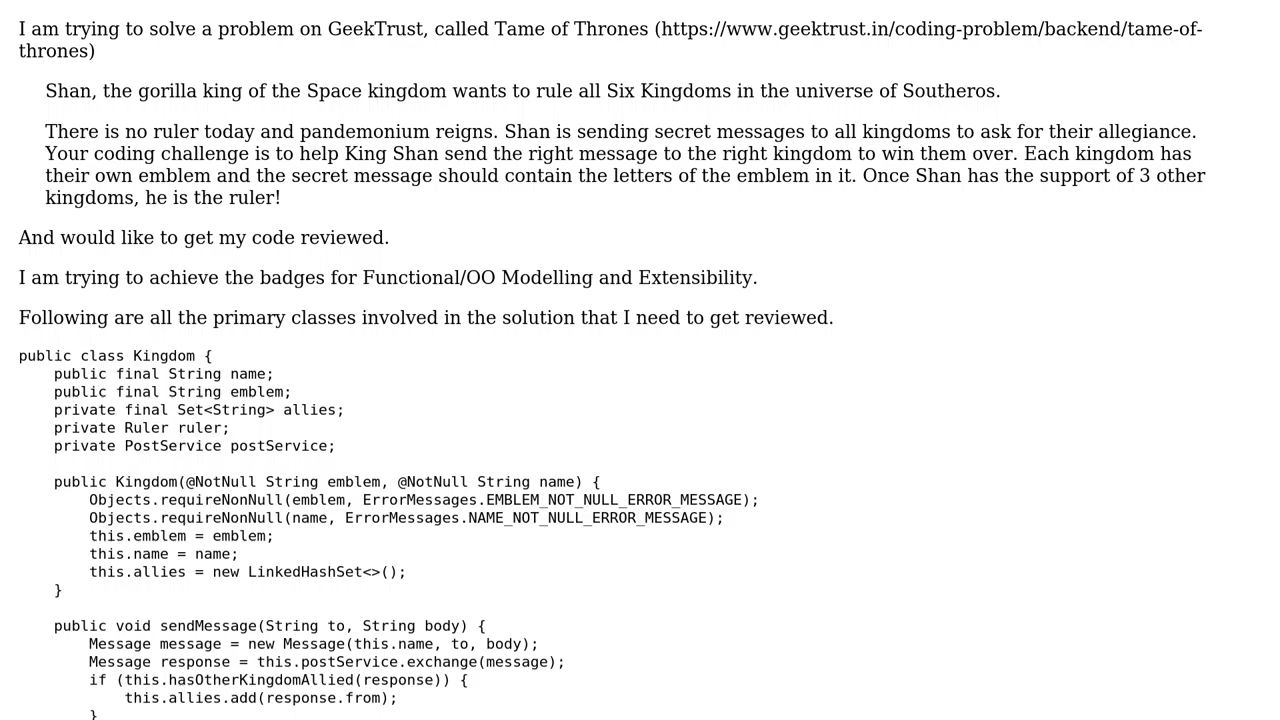 I am trying to solve a problem on GeekTrust, called Tame of Thrones (https://www.geektrust.in/coding-problem/backend/tame-of-
thrones)
Shan, the gorilla king of the Space kingdom wants to rule all Six Kingdoms in the universe of Southeros.
There is no ruler today and pandemonium reigns. Shan is sending secret messages to all kingdoms to ask for their allegiance.
Your coding challenge is to help King Shan send the right message to the right kingdom to win them over. Each kingdom has
their own emblem and the secret message should contain the letters of the emblem in it. Once Shan has the support of 3 other
kingdoms, he is the ruler!
And would like to get my code reviewed.
I am trying to achieve the badges for Functional/OO Modelling and Extensibility.
Following are all the primary classes involved in the solution that I need to get reviewed.
public class Kingdom {
    public final String name;
    public final String emblem;
    private final Set<String> allies;
    private Ruler ruler;
    private PostService postService;
    public Kingdom(@NotNull String emblem, @NotNull String name) {
        Objects.requireNonNull(emblem, ErrorMessages.EMBLEM_NOT_NULL_ERROR_MESSAGE);
        Objects.requireNonNull(name, ErrorMessages.NAME_NOT_NULL_ERROR_MESSAGE);
        this.emblem = emblem;
        this.name = name;
        this.allies = new LinkedHashSet<>();
    }
    public void sendMessage(String to, String body) {
        Message message = new Message(this.name, to, body);
        Message response = this.postService.exchange(message);
        if (this.hasOtherKingdomAllied(response)) {
            this.allies.add(response.from);
        }